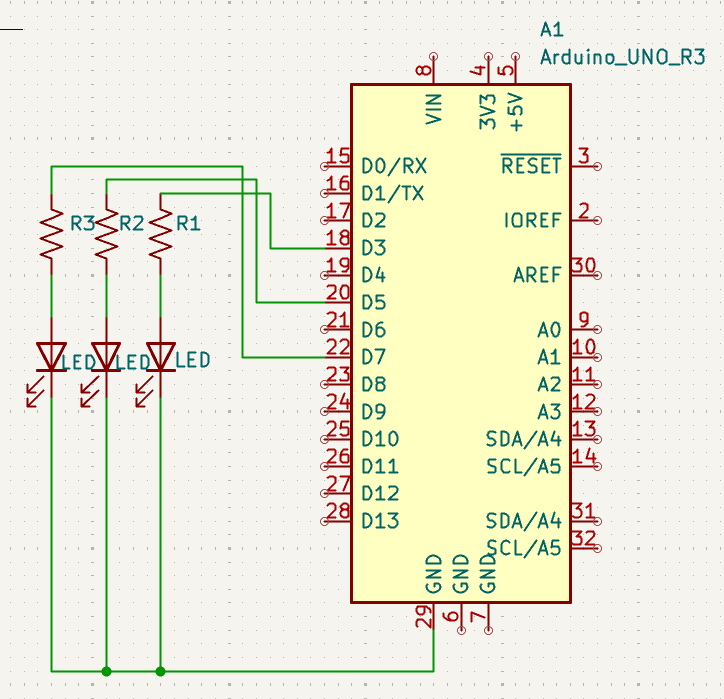 A1
Arduino_UNO_R3
8
4
5
VIN
3V3
+5V
15
D0/RX
RESET
3
16
D1/TX
R3
R2
R1
17
D2
IOREF
2
18
D3
19
D4
AREF
30
20
D5
21
D6
A0
9
LED
LED
LED
22
D7
A1
10
23
D8
A2
11
24
D9
A3
12
25
D10
SDA/A4
13
26
D11
SCL/A5
14
27
D12
28
D13
SDA/A4
31
SCL/A5
32
GND
GND
GND
29
6
7